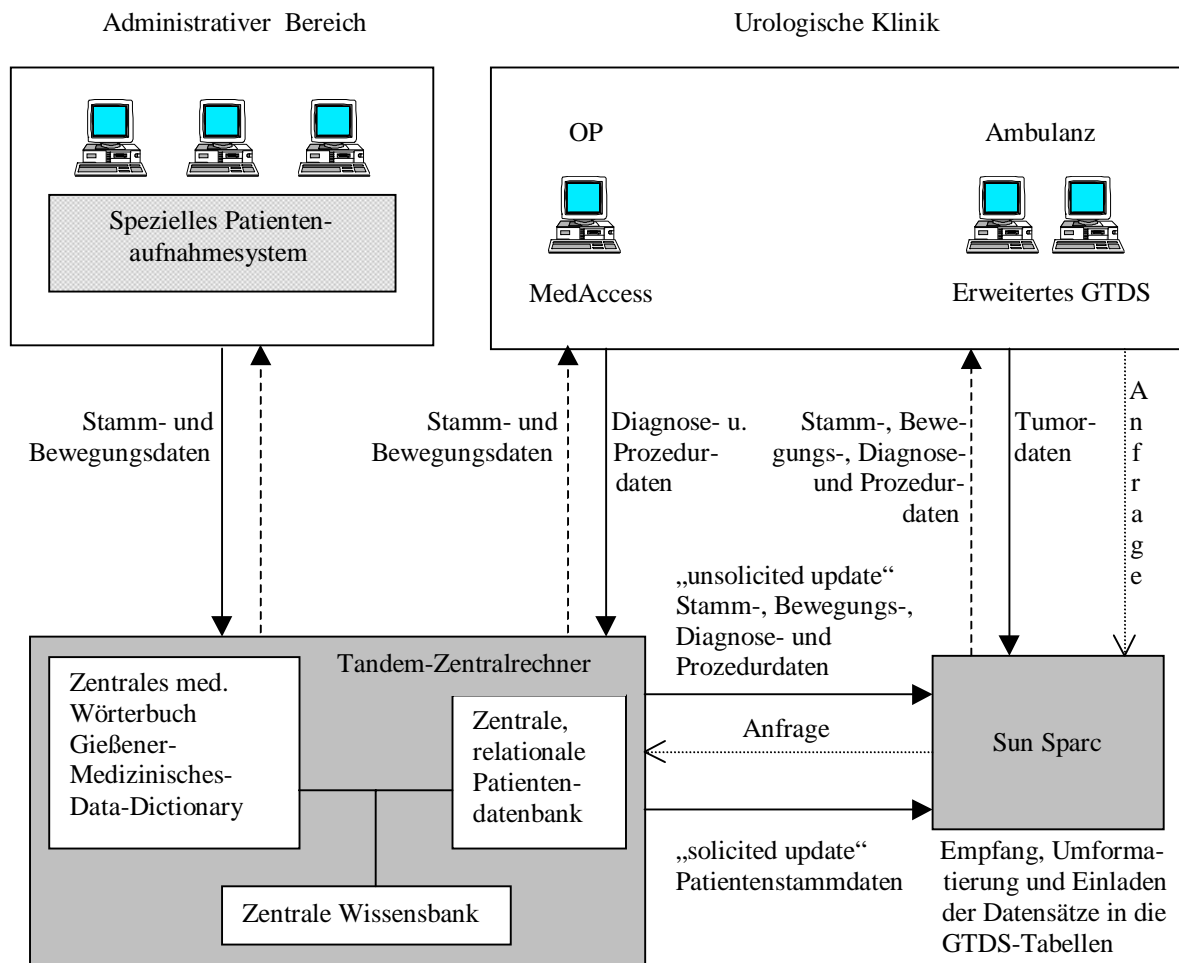 Administrativer Bereich
Urologische Klinik
Spezielles Patienten-
aufnahmesystem
OP
MedAccess
Ambulanz
Erweitertes GTDS
Stamm- und
Bewegungsdaten
Stamm- und
Bewegungsdaten
Diagnose- u.
Prozedur-
daten
Stamm-, Bewe-
gungs-, Diagnose-
und Prozedur-
daten
Tumor-
daten
Anfrage
„unsolicited update“
Stamm-, Bewegungs-,
Diagnose- und
Prozedurdaten
Tandem-Zentralrechner
Zentrales med.
Wörterbuch
Gießener-
Medizinisches-
Data-Dictionary
Zentrale,
relationale
Patienten-
datenbank
Zentrale Wissensbank
Anfrage
„solicited update“
Patientenstammdaten
Sun Sparc
Empfang, Umforma-
tierung und Einladen
der Datensätze in die
GTDS-Tabellen